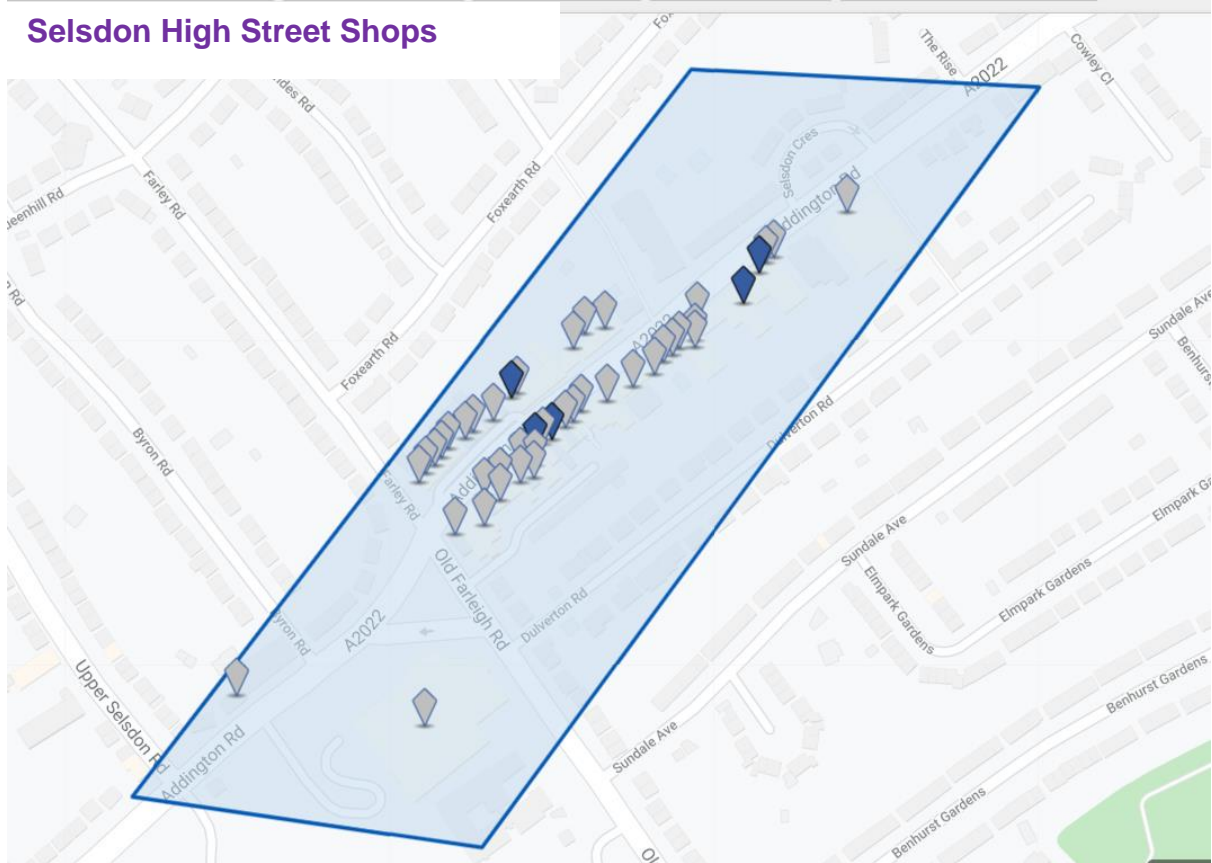 Selsdon High Street Shops
The Rise
Cowley Cl
A2022
Selsdon Cres
Foxearth Rd
Farley Rd
Addington Rd
Sundale Ave
A2022
Foxearth Rd
Byron Rd
Dulverton Rd
Farley Rd
Sundale Ave
Elmpark Gardens
Elmpark Gardens
Old Farleigh Rd
Dulverton Rd
Byron Rd
A2022
Benhurst Gardens
Upper Selsdon Rd
Addington Rd
Sundale Ave
Benhurst Gardens